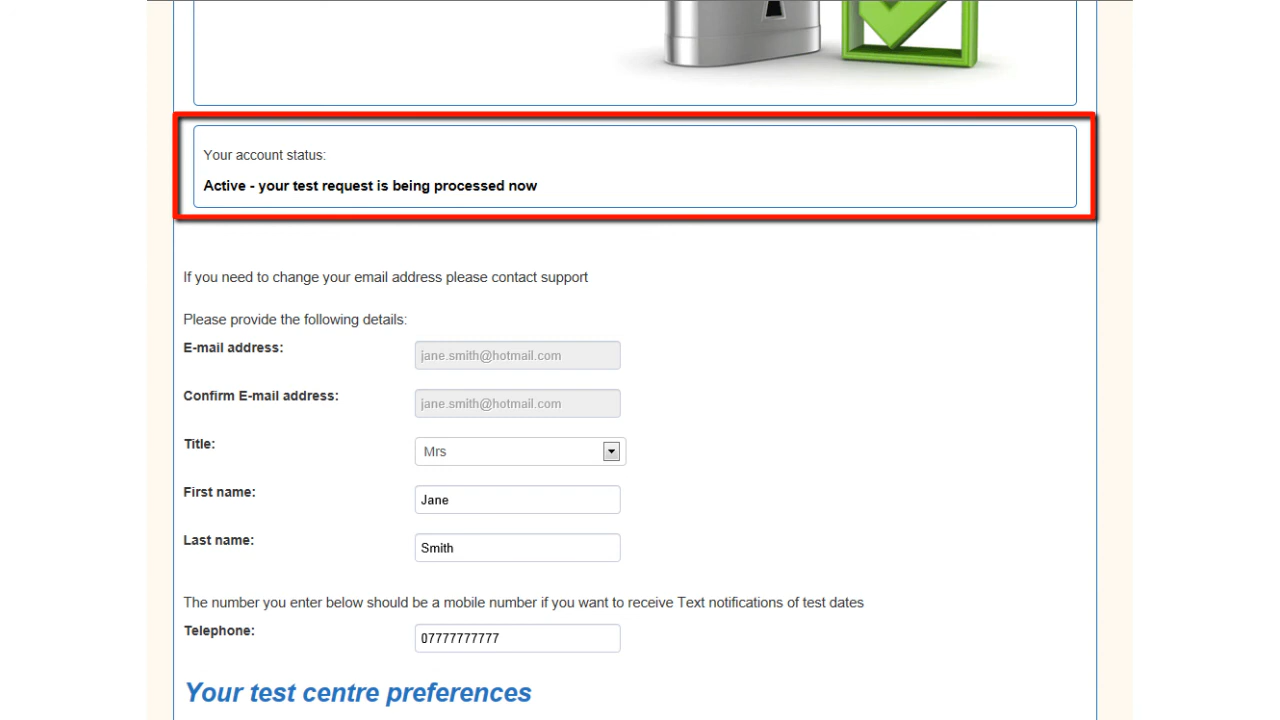 Your account status:
Active - your test request is being processed now
If you need to change your email address please contact support
Please provide the following details:
E-mail address:
jane.smith@hotmail.com
Confirm E-mail address:
jane.smith@hotmail.com
Title:
Mrs
First name:
Jane
Last name:
Smith
The number you enter below should be a mobile number if you want to receive Text notifications of test dates
Telephone:
07777777777
Your test centre preferences